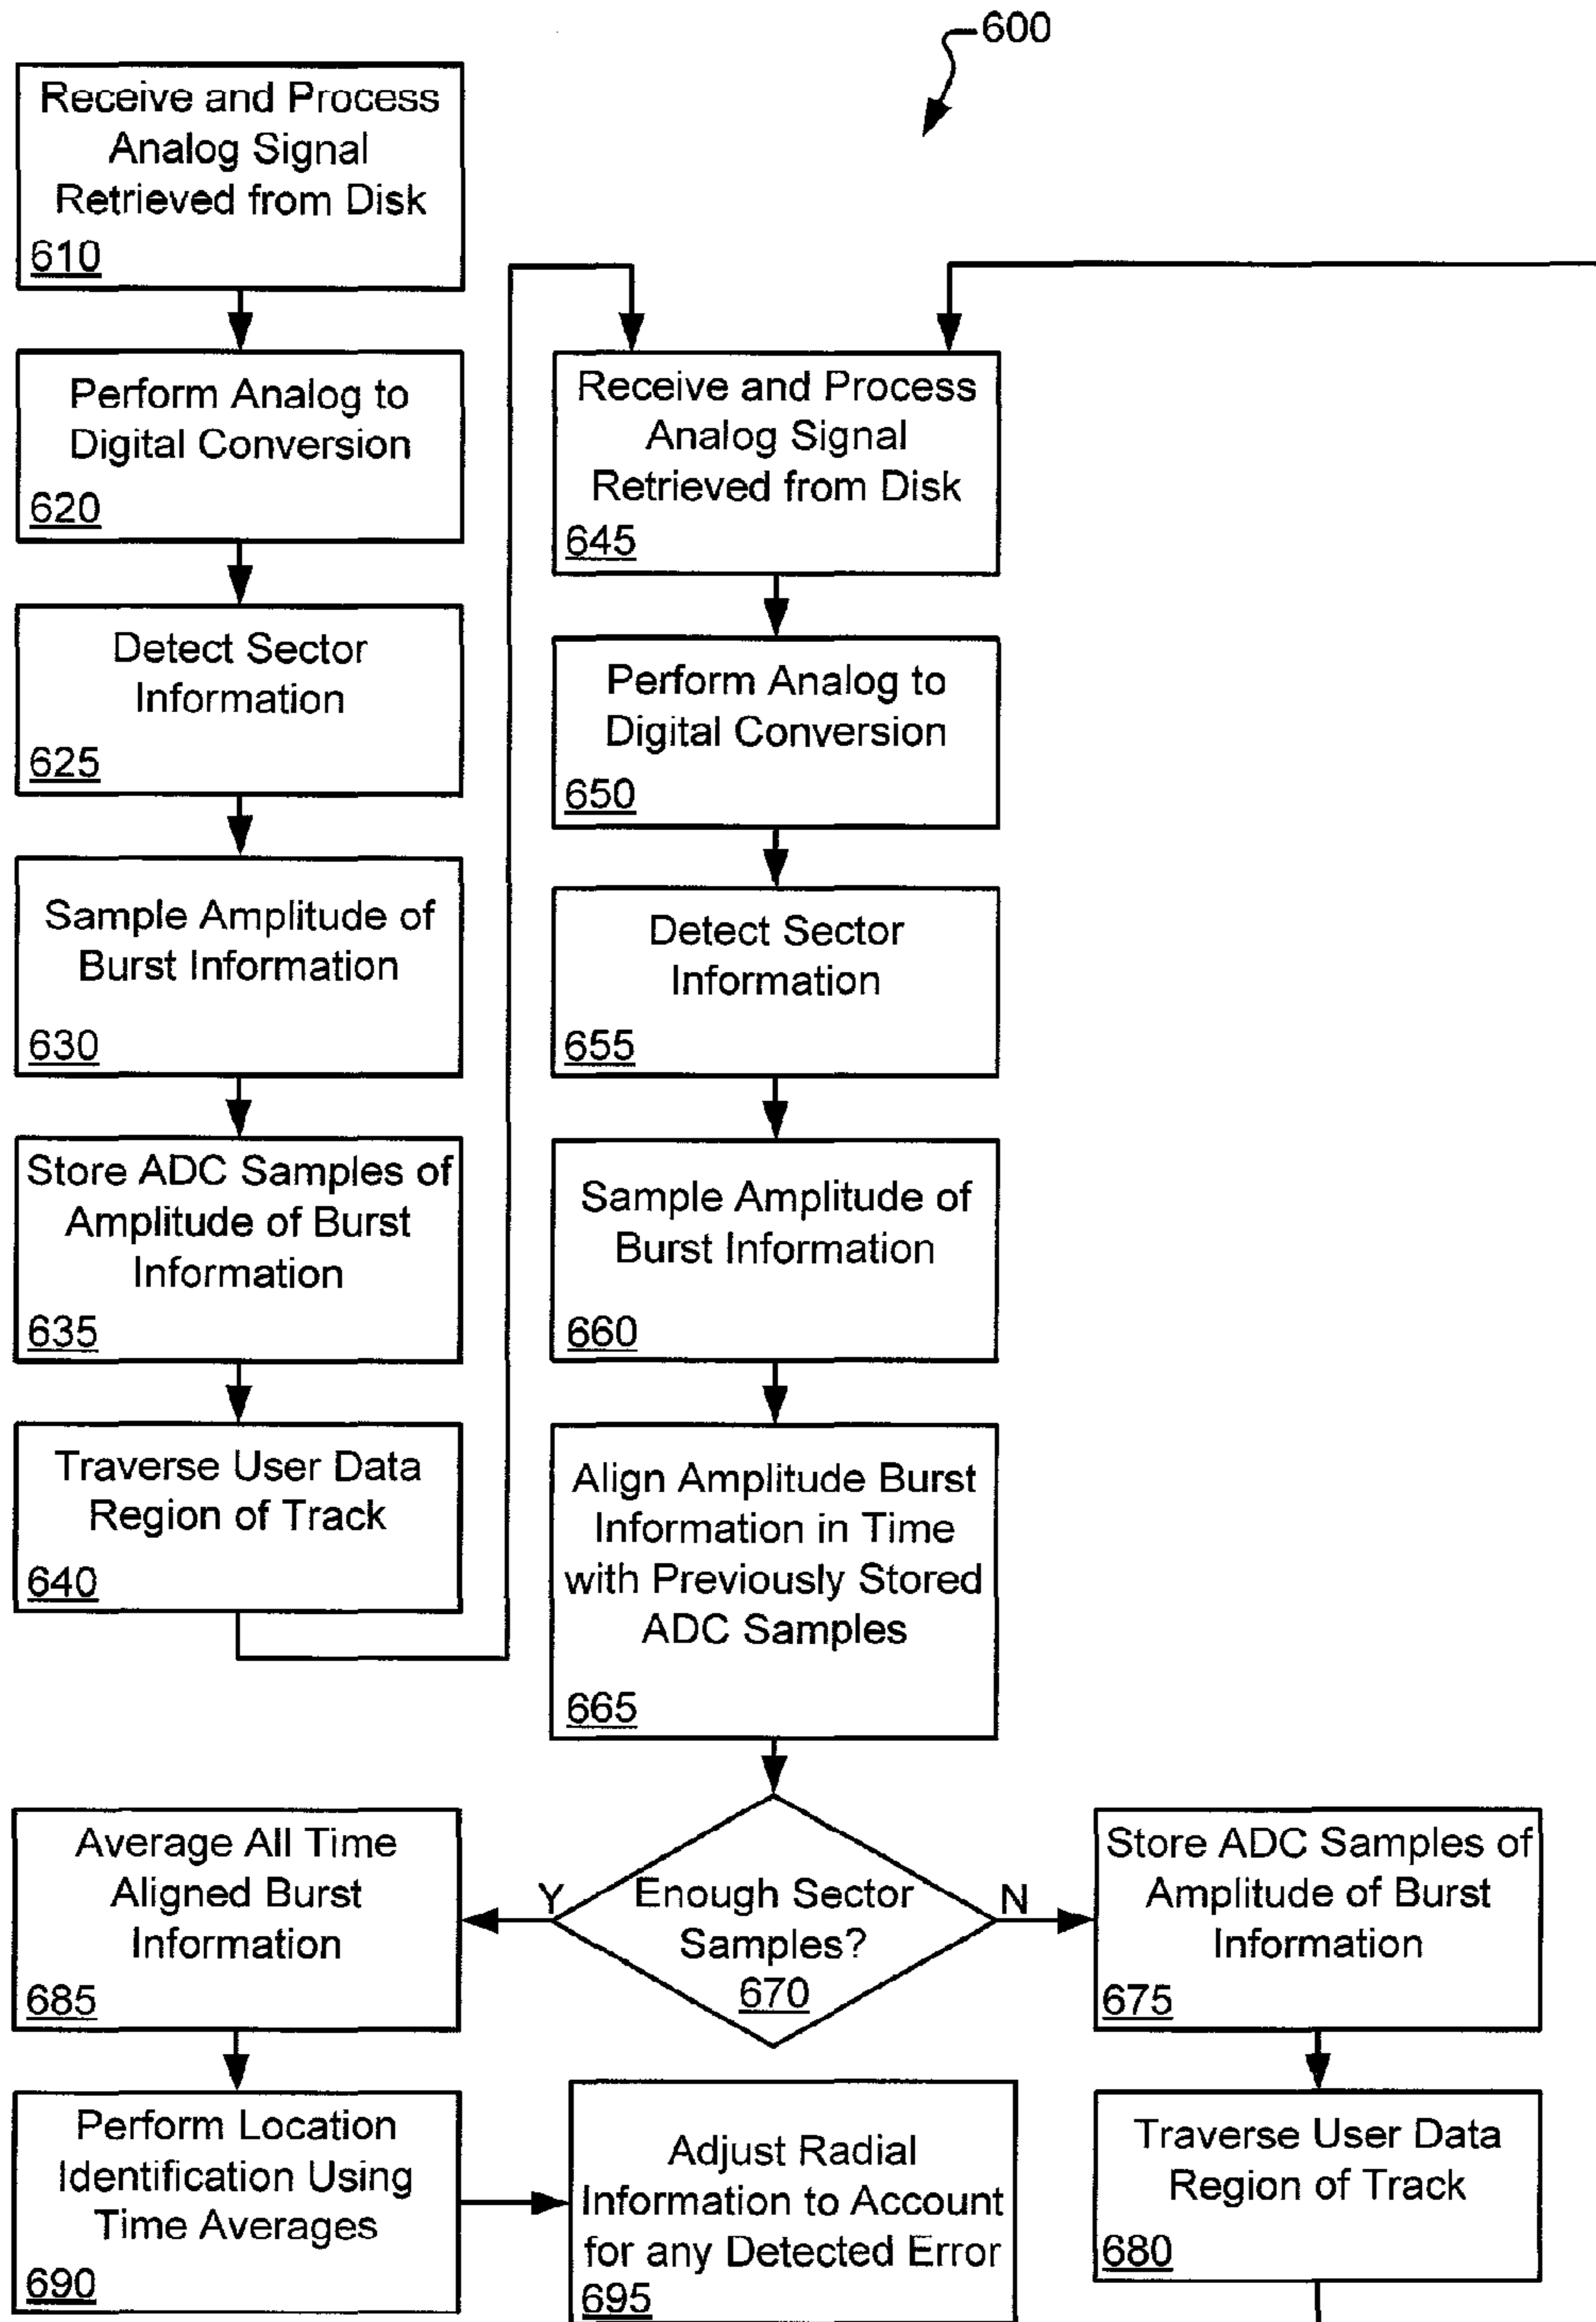 600
Receive and Process
Analog Signal
Retrieved from Disk
610
Perform Analog to
Digital Conversion
620
Detect Sector
Information
625
Sample Amplitude of
Burst Information
630
Store ADC Samples of
Amplitude of Burst
Information
635
Traverse User Data
Region of Track
640
Receive and Process
Analog Signal
Retrieved from Disk
645
Perform Analog to
Digital Conversion
650
Detect Sector
Information
655
Sample Amplitude of
Burst Information
660
Align Amplitude Burst
Information in Time
with Previously Stored
ADC Samples
665
Enough Sector
Samples?
670
Y
N
Average All Time
Aligned Burst
Information
685
Store ADC Samples of
Amplitude of Burst
Information
675
Perform Location
Identification Using
Time Averages
690
Adjust Radial
Information to Account
for any Detected Error
695
Traverse User Data
Region of Track
680